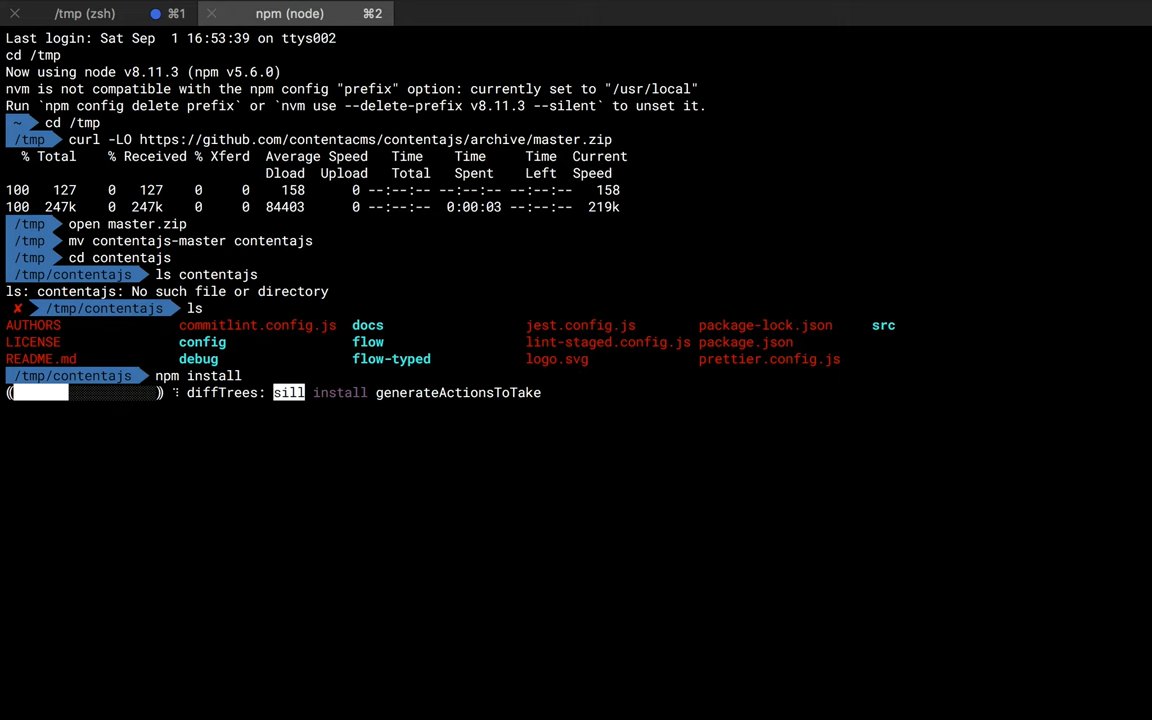 /tmp (zsh) ⌘1 npm (node) ⌘2
Last login: Sat Sep  1 16:53:39 on ttys002
cd /tmp
Now using node v8.11.3 (npm v5.6.0)
nvm is not compatible with the npm config "prefix" option: currently set to "/usr/local"
Run `npm config delete prefix` or `nvm use --delete-prefix v8.11.3 --silent` to unset it.
~ cd /tmp
/tmp curl -LO https://github.com/contentacms/contentajs/archive/master.zip
% Total    % Received % Xferd  Average Speed   Time    Time     Time  Current
Dload  Upload   Total   Spent    Left  Speed
100   127    0   127    0     0    158      0 --:--:-- --:--:-- --:--:--   158
100  247k    0  247k    0     0  84403      0 --:--:--  0:00:03 --:--:--  219k
/tmp open master.zip
/tmp mv contentajs-master contentajs
/tmp cd contentajs
/tmp/contentajs ls contentajs
ls: contentajs: No such file or directory
✘ /tmp/contentajs ls
AUTHORS commitlint.config.js docs jest.config.js package-lock.json src
LICENSE config flow lint-staged.config.js package.json
README.md debug flow-typed logo.svg prettier.config.js
/tmp/contentajs npm install
diffTrees: sill install generateActionsToTake